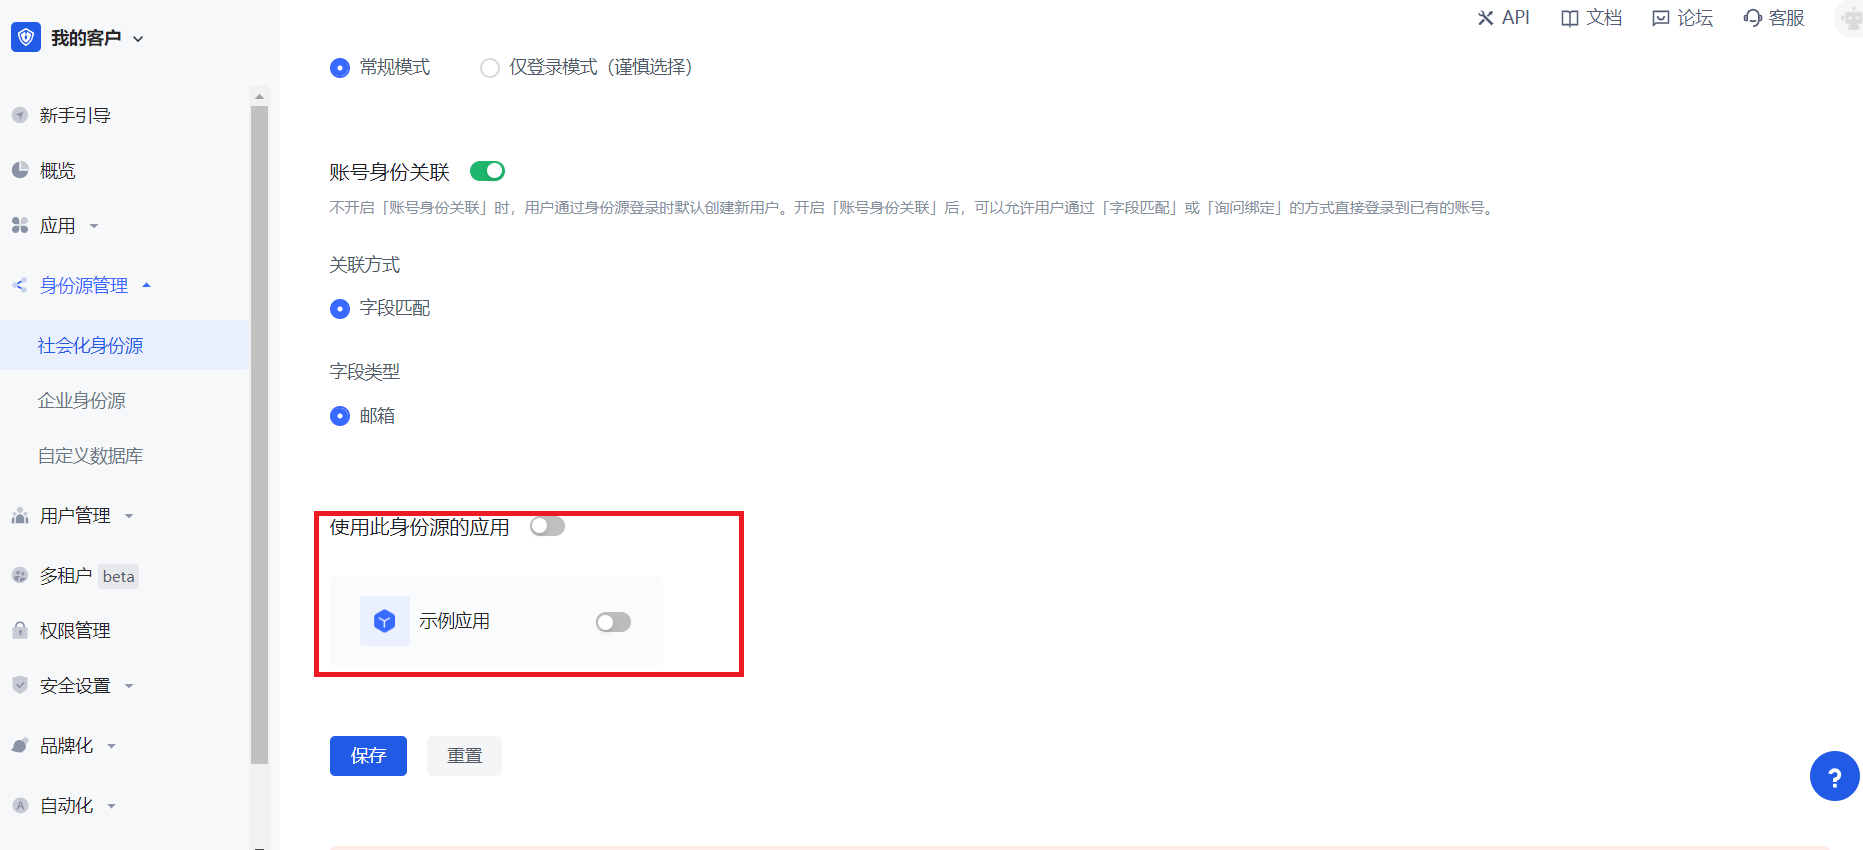 我的客户
API 文档 论坛 客服
新手引导
概览
应用
身份源管理
社会化身份源
企业身份源
自定义数据库
用户管理
多租户 beta
权限管理
安全设置
品牌化
自动化
常规模式 仅登录模式（谨慎选择）
账号身份关联
不开启「账号身份关联」时，用户通过身份源登录时默认创建新用户。开启「账号身份关联」后，可以允许用户通过「字段匹配」或「询问绑定」的方式直接登录到已有的账号。
关联方式
字段匹配
字段类型
邮箱
使用此身份源的应用
示例应用
保存 重置
?